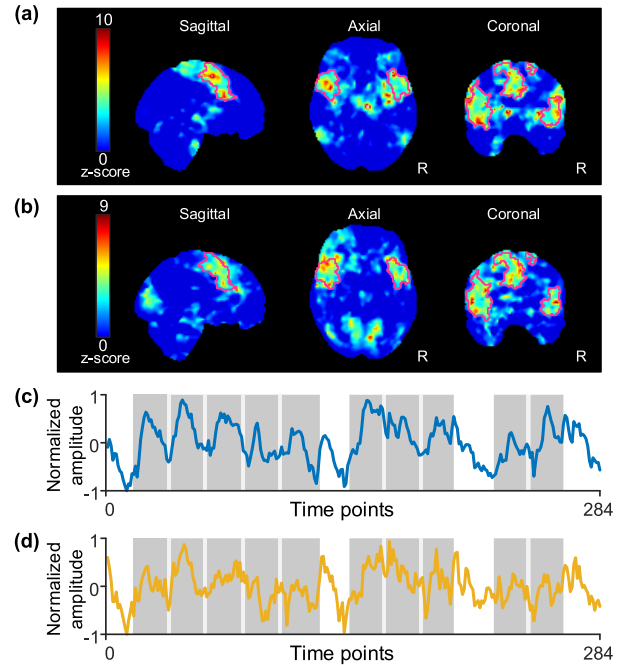 (a)
Sagittal Axial Coronal
10
0
z-score
R R
(b)
Sagittal Axial Coronal
9
0
z-score
R R
(c)
Normalized
amplitude
1
0
-1
0 Time points 284
(d)
Normalized
amplitude
1
0
-1
0 Time points 284